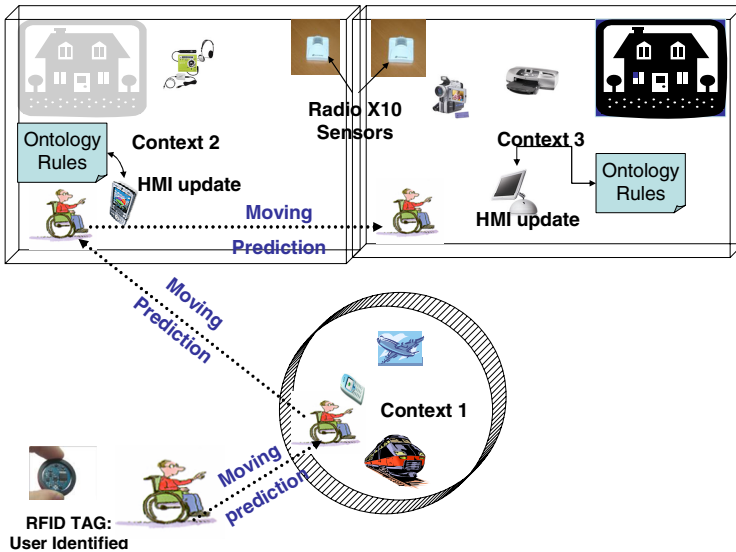 Radio X10
Sensors
Ontology
Rules
Context 2
HMI update
Context 3
Ontology
Rules
HMI update
Moving
Prediction
Moving
Prediction
Context 1
Moving
prediction
RFID TAG:
User Identified